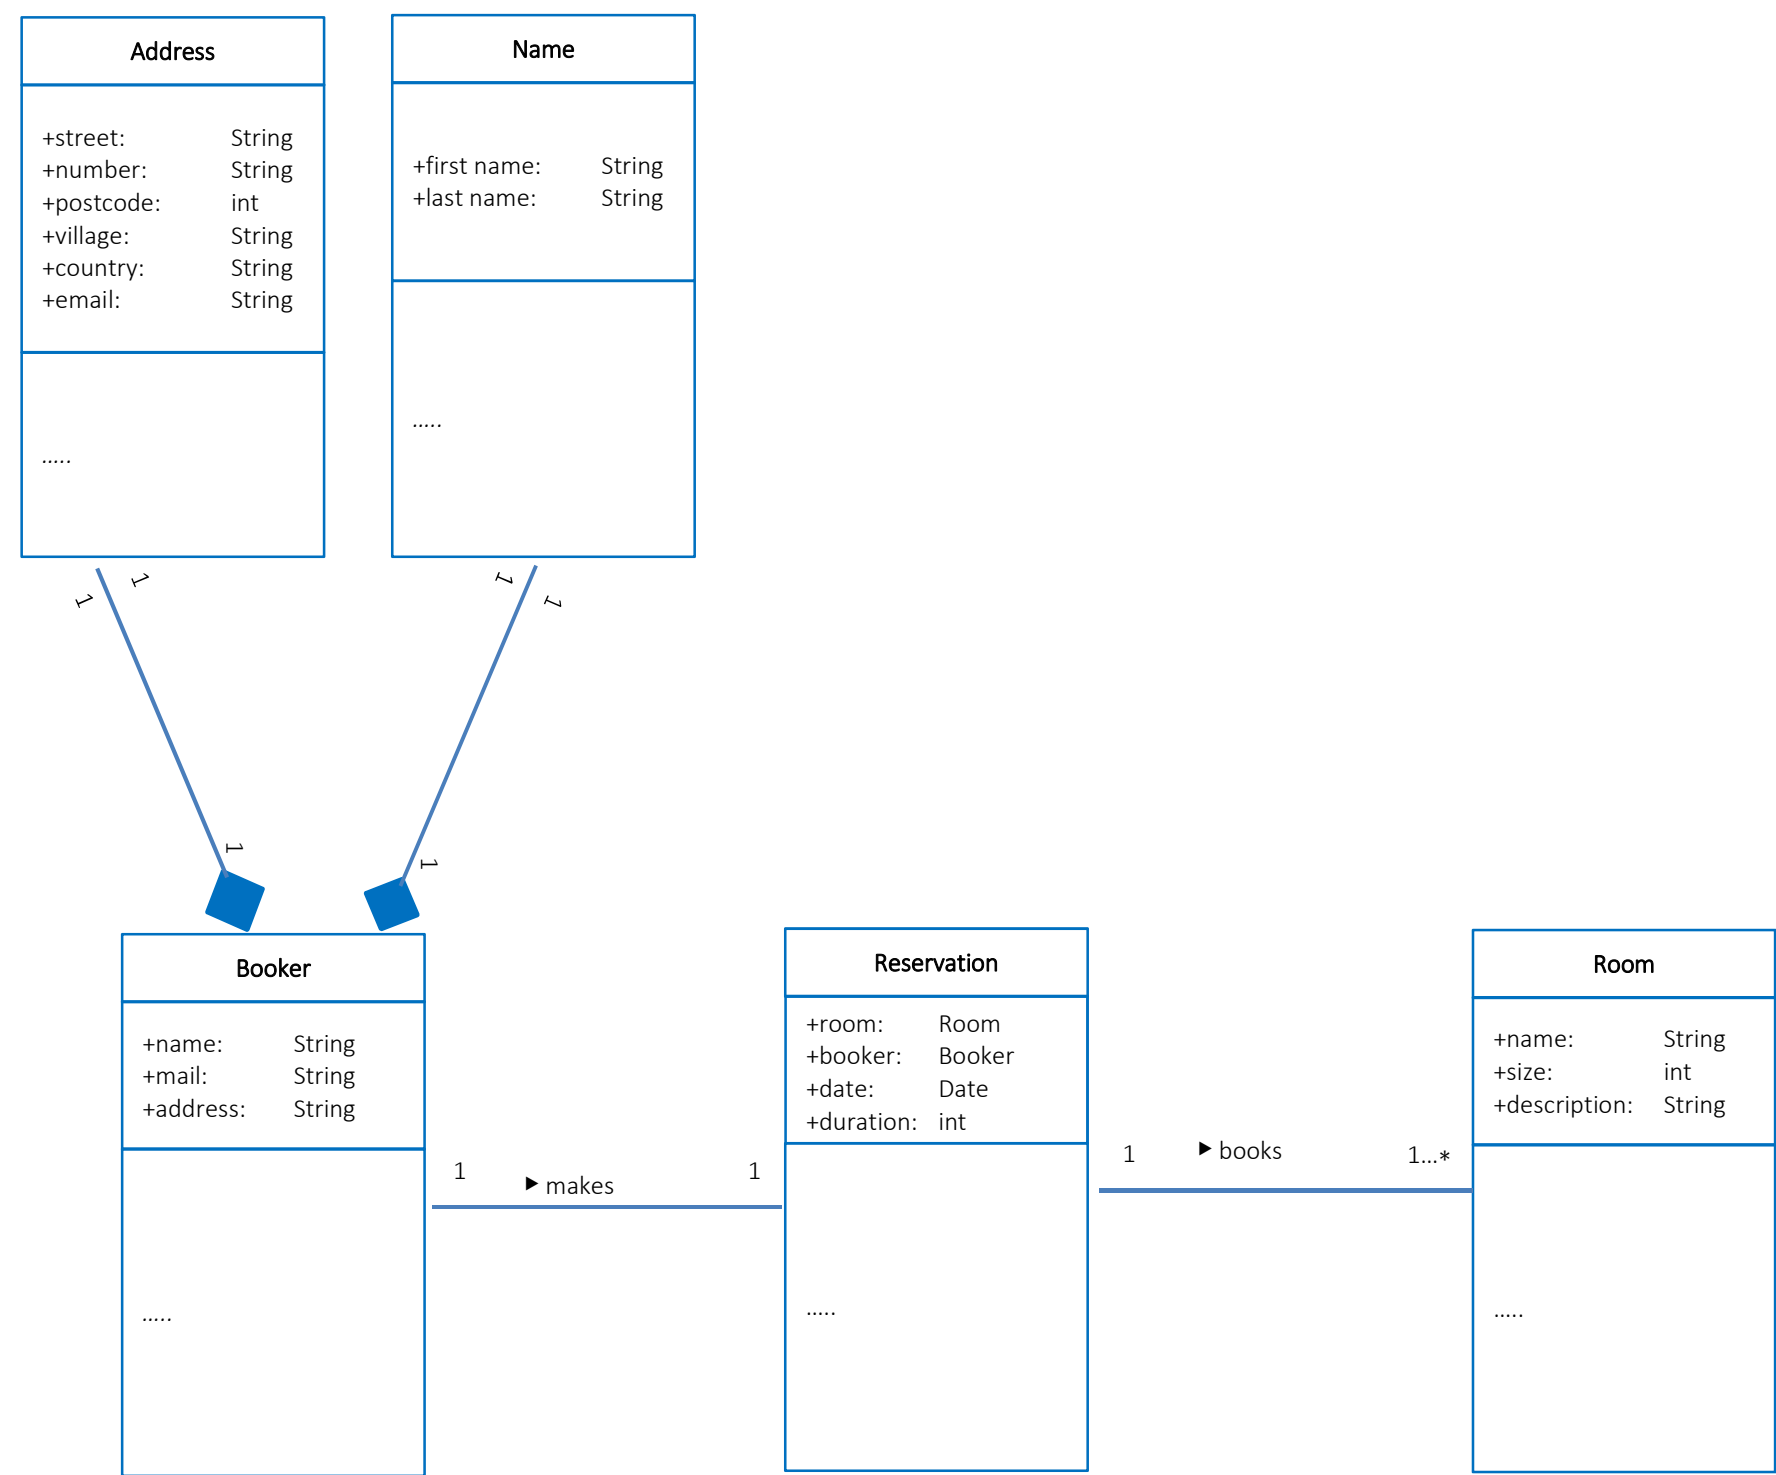 Address
+street: String
+number: String
+postcode: int
+village: String
+country: String
+email: String
.....
Name
+first name: String
+last name: String
.....
1
1
1
1
1
1
Booker
+name: String
+mail: String
+address: String
.....
1 ▶ makes 1
Reservation
+room: Room
+booker: Booker
+date: Date
+duration: int
.....
1 ▶ books 1...*
Room
+name: String
+size: int
+description: String
.....